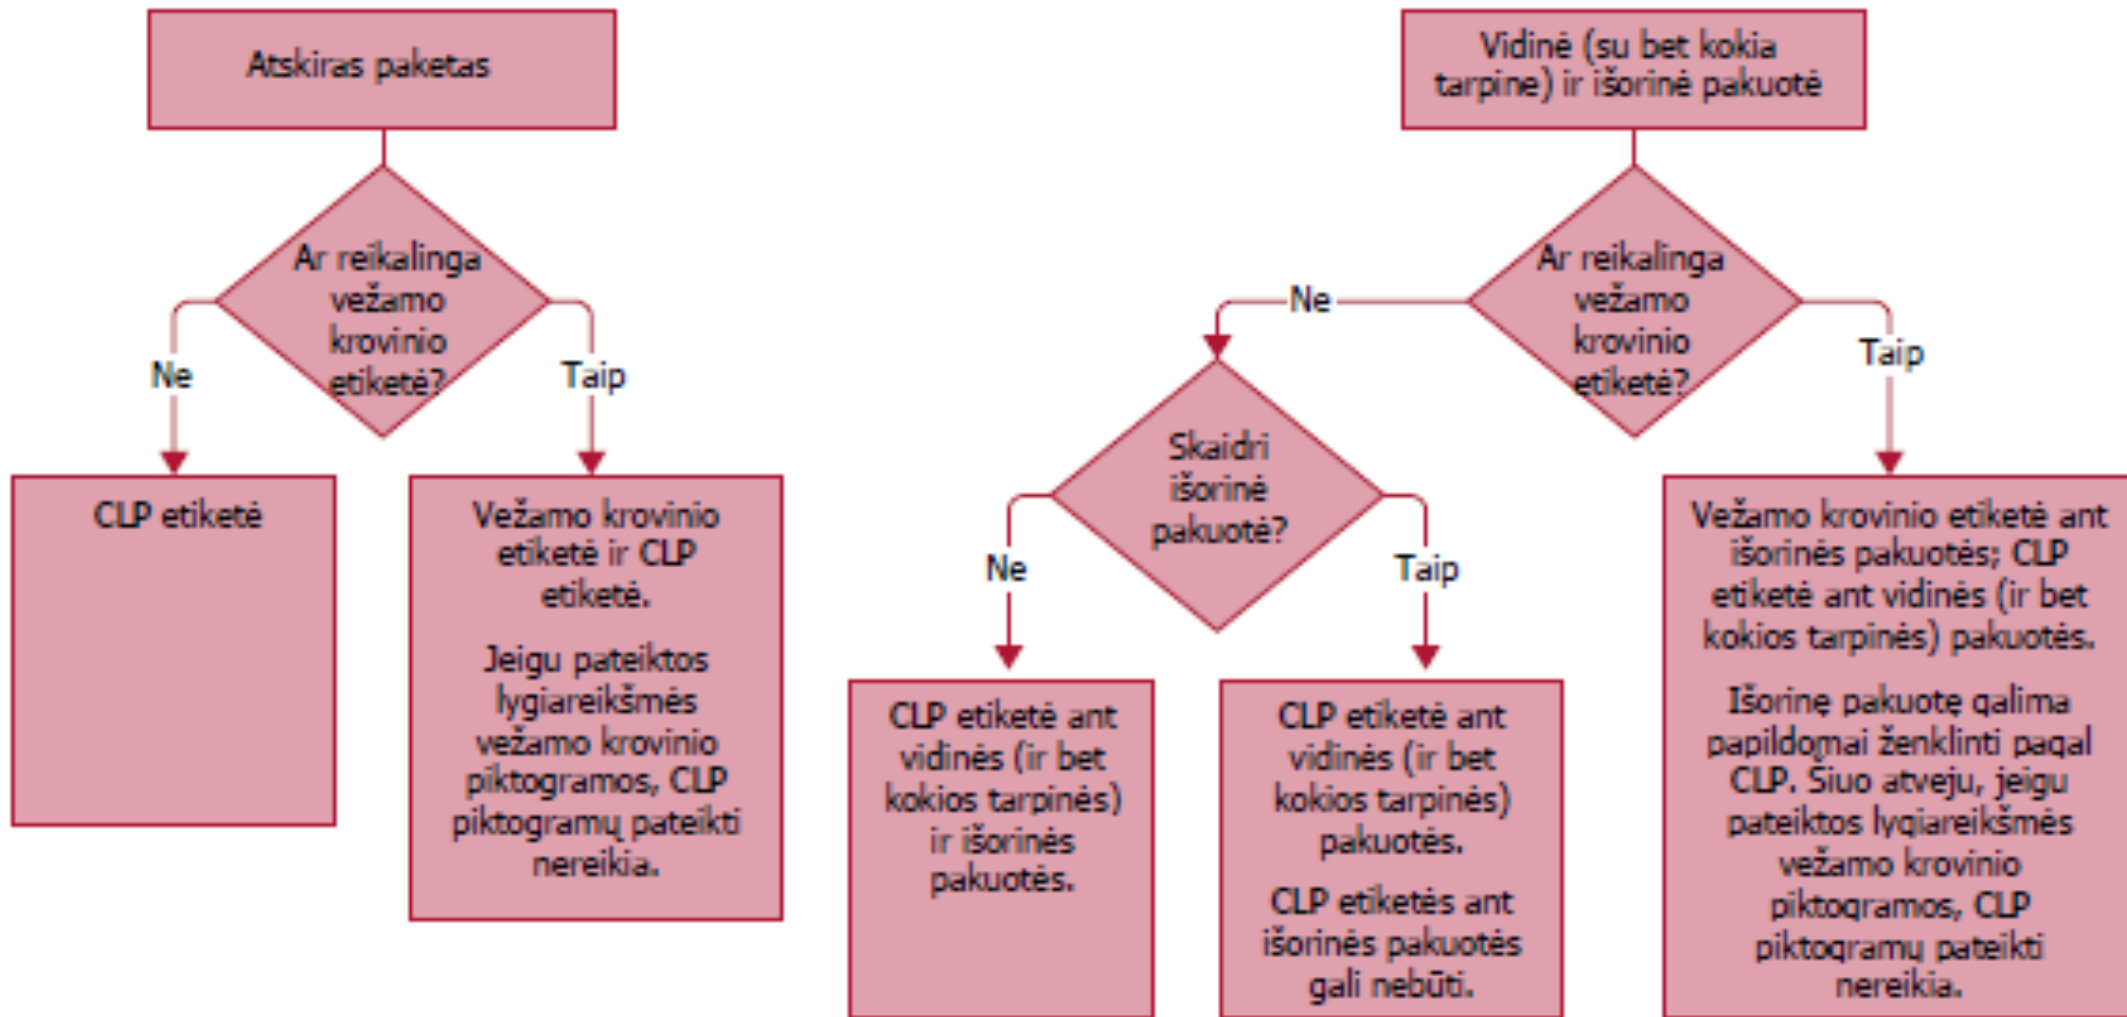 Atskiras paketas
Ar reikalinga
vežamo
krovinio
etiketė?
Ne
Taip
CLP etiketė
Vežamo krovinio
etiketė ir CLP
etiketė.
Jeigu pateiktos
lygiareikšmės
vežamo krovinio
piktogramos, CLP
piktogramų pateikti
nereikia.
Vidinė (su bet kokia
tarpine) ir išorinė pakuotė
Ar reikalinga
vežamo
krovinio
etiketė?
Ne
Taip
Skaidri
išorinė
pakuotė?
Ne
Taip
CLP etiketė ant
vidinės (ir bet
kokios tarpinės)
ir išorinės
pakuotės.
CLP etiketė ant
vidinės (ir bet
kokios tarpinės)
pakuotės.
CLP etiketės ant
išorinės pakuotės
gali nebūti.
Vežamo krovinio etiketė ant
išorinės pakuotės; CLP
etiketė ant vidinės (ir bet
kokios tarpinės) pakuotės.
Išorinę pakuotę galima
papildomai ženklinti pagal
CLP. Šiuo atveju, jeigu
pateiktos lygiareikšmės
vežamo krovinio
piktogramos, CLP
piktogramų pateikti
nereikia.